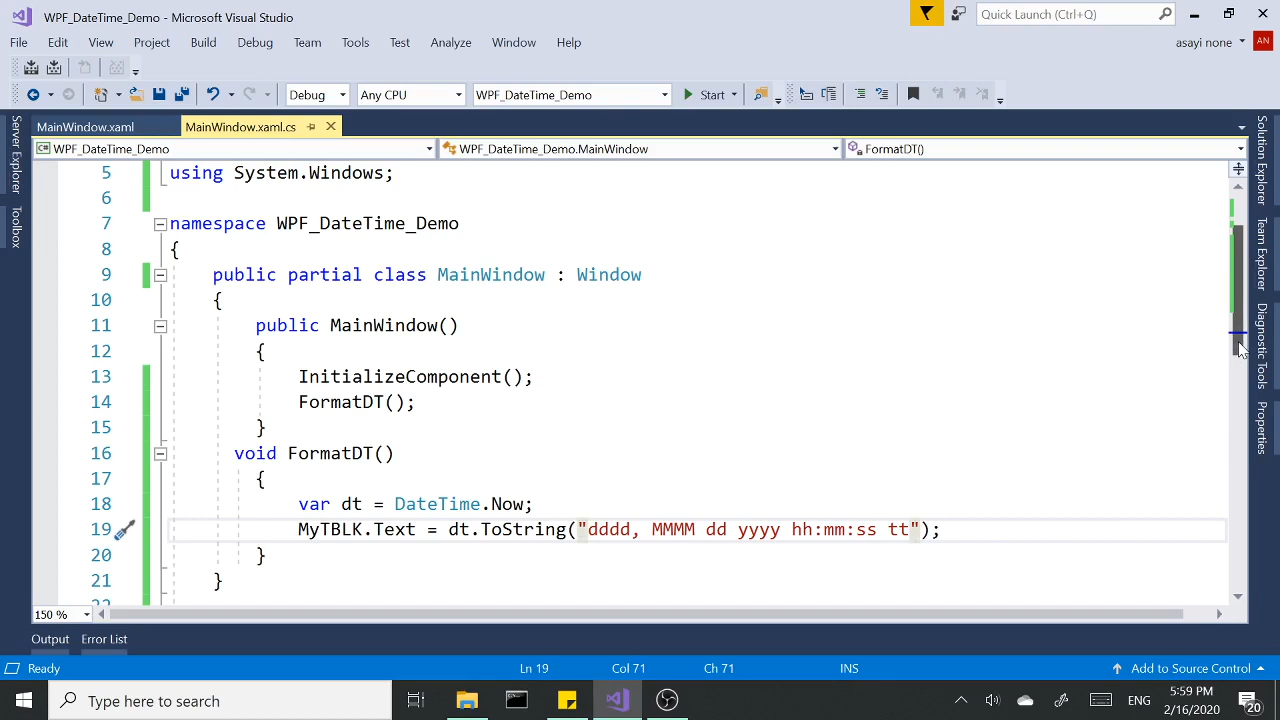 WPF_DateTime_Demo - Microsoft Visual Studio
Quick Launch (Ctrl+Q)
File Edit View Project Build Debug Team Tools Test Analyze Window Help
asayi none AN
Debug Any CPU WPF_DateTime_Demo Start
MainWindow.xaml MainWindow.xaml.cs
WPF_DateTime_Demo WPF_DateTime_Demo.MainWindow FormatDT()
Server Explorer
Toolbox
5 using System.Windows;
6
7 namespace WPF_DateTime_Demo
8 {
9 public partial class MainWindow : Window
10 {
11 public MainWindow()
12 {
13 InitializeComponent();
14 FormatDT();
15 }
16 void FormatDT()
17 {
18 var dt = DateTime.Now;
19 MyTBLK.Text = dt.ToString("dddd, MMMM dd yyyy hh:mm:ss tt");
20 }
21 }
22
Solution Explorer
Team Explorer
Diagnostic Tools
Properties
150 %
Output Error List
Ready Ln 19 Col 71 Ch 71 INS Add to Source Control
Type here to search
ENG
5:59 PM
2/16/2020
20